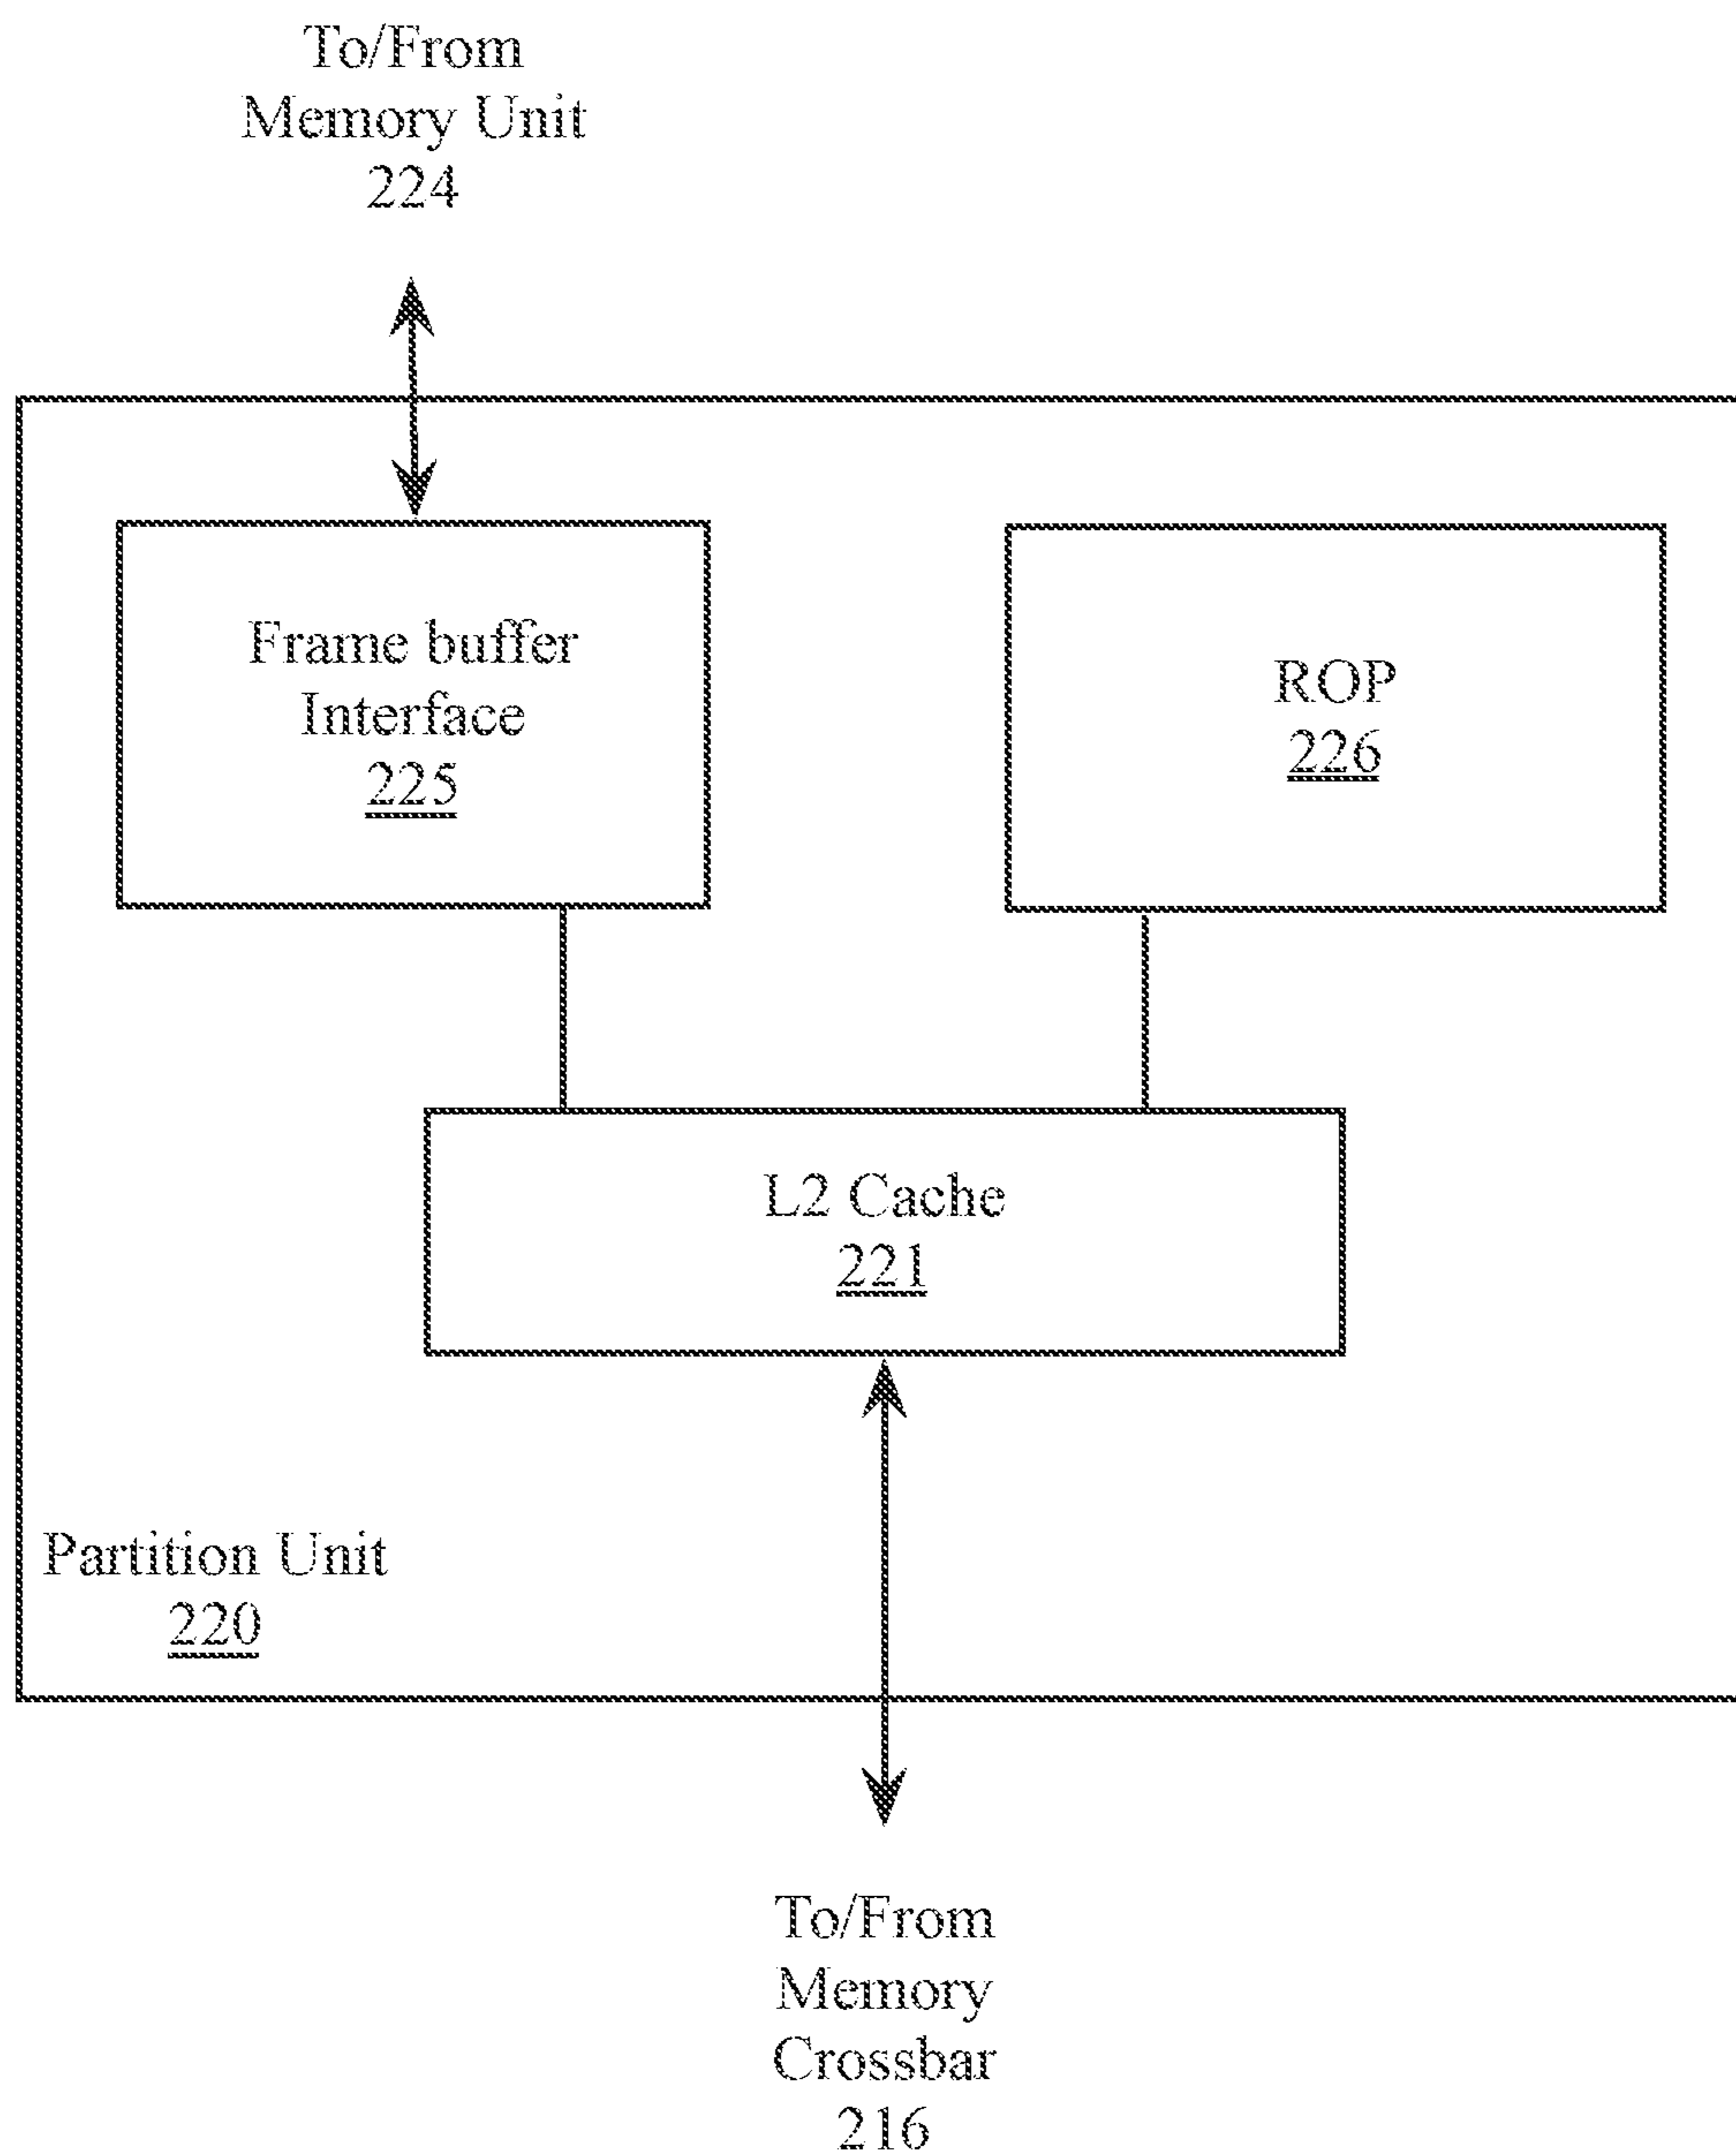 To/From
Memory Unit
224
Frame buffer
Interface
225
ROP
226
L2 Cache
221
Partition Unit
220
To/From
Memory
Crossbar
216